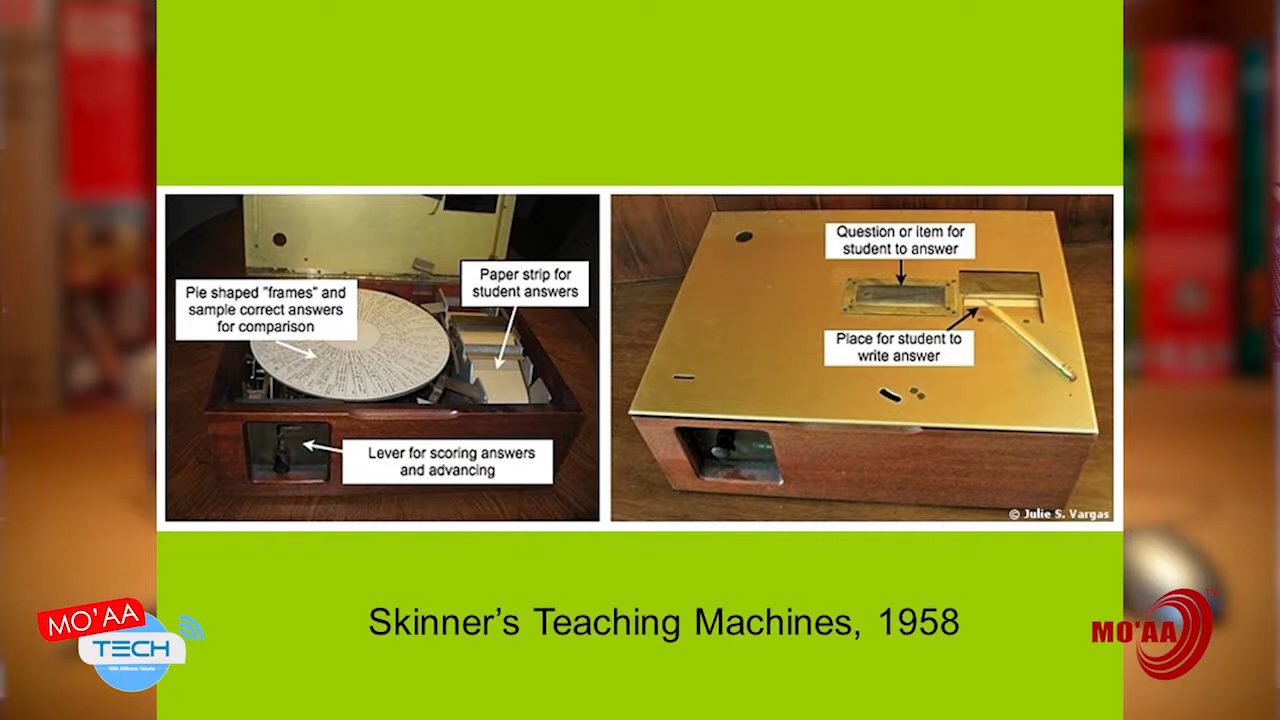 Pie shaped "frames" and
sample correct answers
for comparison
Paper strip for
student answers
Lever for scoring answers
and advancing
Question or item for
student to answer
Place for student to
write answer
© Julie S. Vargas
Skinner's Teaching Machines, 1958
MO'AA
TECH
MO'AA